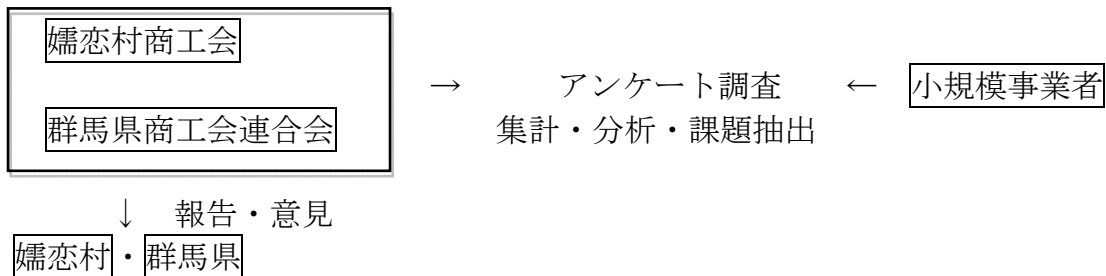 嬬恋村商工会
→ アンケート調査 ← 小規模事業者
群馬県商工会連合会
集計・分析・課題抽出
↓ 報告・意見
嬬恋村・群馬県